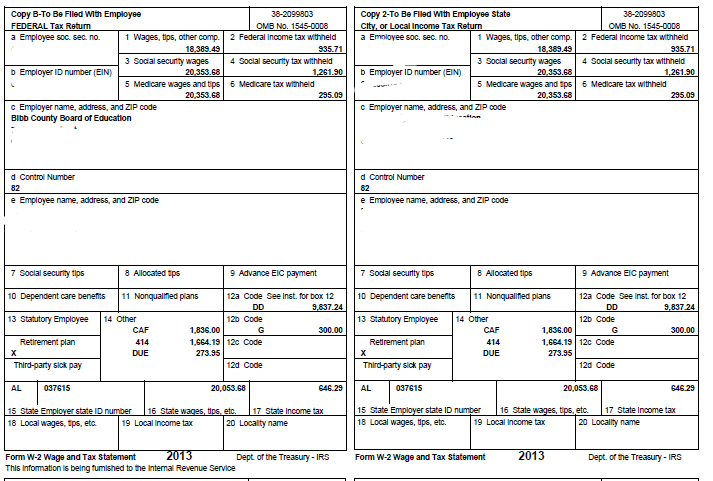 Copy B-To Be Filed With Employee
FEDERAL Tax Return
38-2099803
OMB No. 1545-0008
a Employee soc. sec. no.
1 Wages, tips, other comp.
18,389.49
2 Federal income tax withheld
935.71
3 Social security wages
20,353.68
4 Social security tax withheld
1,261.90
b Employer ID number (EIN)
5 Medicare wages and tips
20,353.68
6 Medicare tax withheld
295.09
c Employer name, address, and ZIP code
Bibb County Board of Education
d Control Number
82
e Employee name, address, and ZIP code
7 Social security tips
8 Allocated tips
9 Advance EIC payment
10 Dependent care benefits
11 Nonqualified plans
12a Code See inst. for box 12
DD 9,837.24
13 Statutory Employee
14 Other
CAF 1,836.00
12b Code
G 300.00
Retirement plan
X
414 1,664.19
12c Code
DUE 273.95
Third-party sick pay
12d Code
AL 037615 20,053.68 646.29
15 State Employer state ID number
16 State wages, tips, etc.
17 State income tax
18 Local wages, tips, etc.
19 Local income tax
20 Locality name
Form W-2 Wage and Tax Statement 2013 Dept. of the Treasury - IRS
This information is being furnished to the Internal Revenue Service
Copy 2-To Be Filed With Employee State
City, or Local Income Tax Return
38-2099803
OMB No. 1545-0008
a Employee soc. sec. no.
1 Wages, tips, other comp.
18,389.49
2 Federal income tax withheld
935.71
3 Social security wages
20,353.68
4 Social security tax withheld
1,261.90
b Employer ID number (EIN)
5 Medicare wages and tips
20,353.68
6 Medicare tax withheld
295.09
c Employer name, address, and ZIP code
d Control Number
82
e Employee name, address, and ZIP code
7 Social security tips
8 Allocated tips
9 Advance EIC payment
10 Dependent care benefits
11 Nonqualified plans
12a Code See inst. for box 12
DD 9,837.24
13 Statutory Employee
14 Other
CAF 1,836.00
12b Code
G 300.00
Retirement plan
X
414 1,664.19
12c Code
DUE 273.95
Third-party sick pay
12d Code
AL 037615 20,053.68 646.29
15 State Employer state ID number
16 State wages, tips, etc.
17 State income tax
18 Local wages, tips, etc.
19 Local income tax
20 Locality name
Form W-2 Wage and Tax Statement 2013 Dept. of the Treasury - IRS